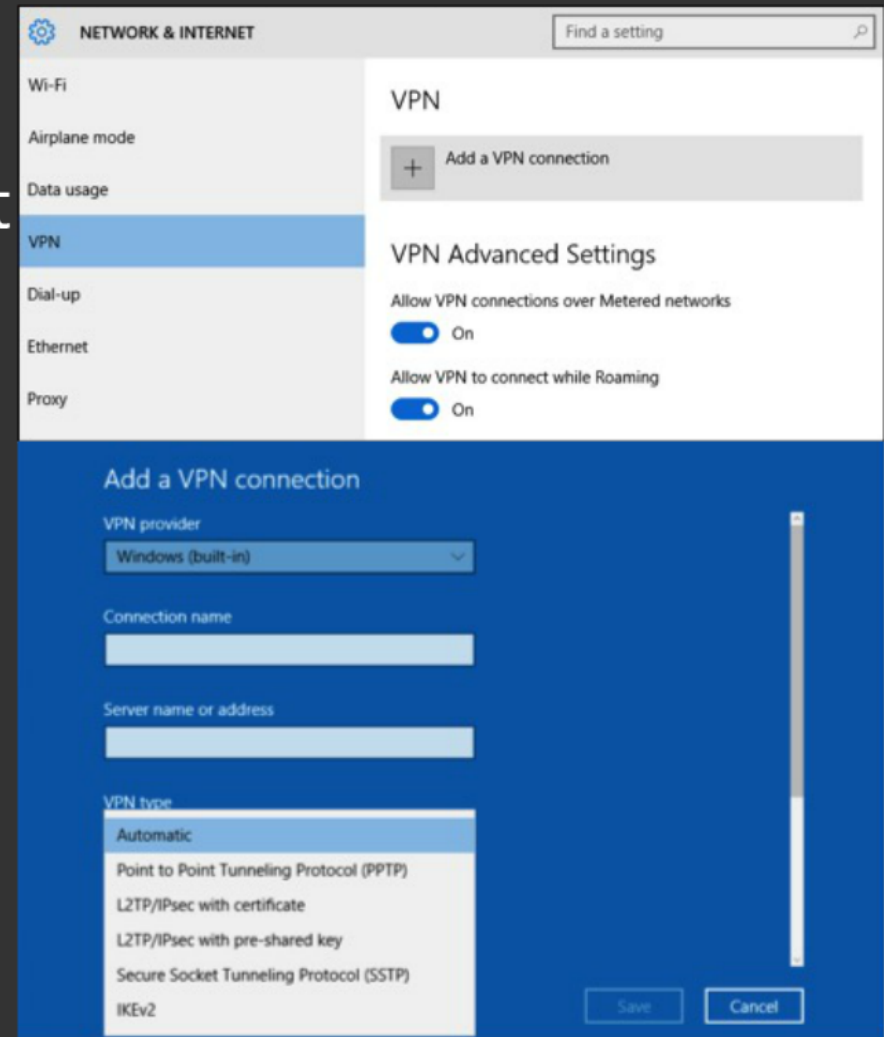 NETWORK & INTERNET
Find a setting
Wi-Fi
Airplane mode
Data usage
VPN
Dial-up
Ethernet
Proxy
VPN
Add a VPN connection
VPN Advanced Settings
Allow VPN connections over Metered networks
On
Allow VPN to connect while Roaming
On
t
Add a VPN connection
VPN provider
Windows (built-in)
Connection name
Server name or address
VPN type
Automatic
Point to Point Tunneling Protocol (PPTP)
L2TP/IPsec with certificate
L2TP/IPsec with pre-shared key
Secure Socket Tunneling Protocol (SSTP)
IKEv2
Save
Cancel